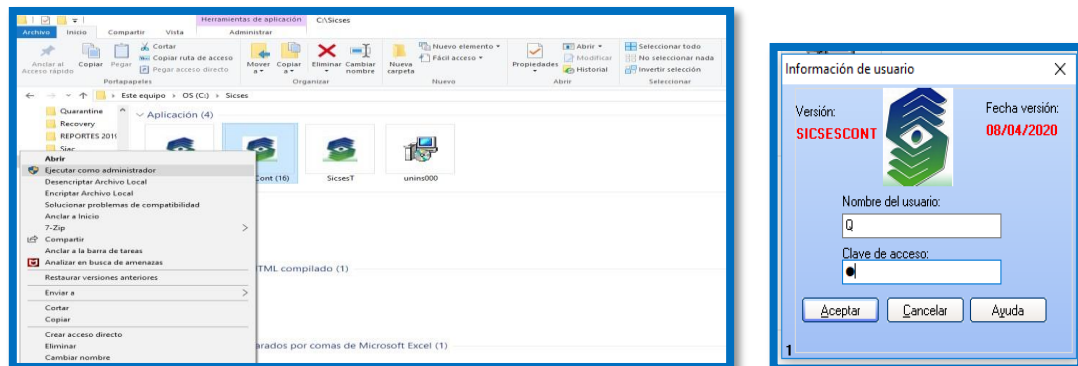 Herramientas de aplicación
C:\Sicses
Archivo Inicio Compartir Vista Administrar
Anclar al Acceso rápido
Copiar
Pegar
Cortar
Copiar ruta de acceso
Pegar acceso directo
Portapapeles
Mover a
Copiar a
Eliminar
Cambiar nombre
Organizar
Nueva carpeta
Nuevo elemento
Fácil acceso
Nuevo
Propiedades
Abrir
Modificar
Historial
Abrir
Seleccionar todo
No seleccionar nada
Invertir selección
Seleccionar
Este equipo > OS (C:) > Sicses
Quarantine
Recovery
REPORTES 2019
Siac
Aplicación (4)
Cont (16)
SicsesT
unins000
HTML compilado (1)
arados por comas de Microsoft Excel (1)
Abrir
Ejecutar como administrador
Desencriptar Archivo Local
Encriptar Archivo Local
Solucionar problemas de compatibilidad
Anclar a Inicio
7-Zip
Compartir
Anclar a la barra de tareas
Analizar en busca de amenazas
Restaurar versiones anteriores
Enviar a
Cortar
Copiar
Crear acceso directo
Eliminar
Cambiar nombre
Información de usuario
Versión:
SICSESCONT
Fecha versión:
08/04/2020
Nombre del usuario:
Q
Clave de acceso:
Aceptar
Cancelar
Ayuda
1